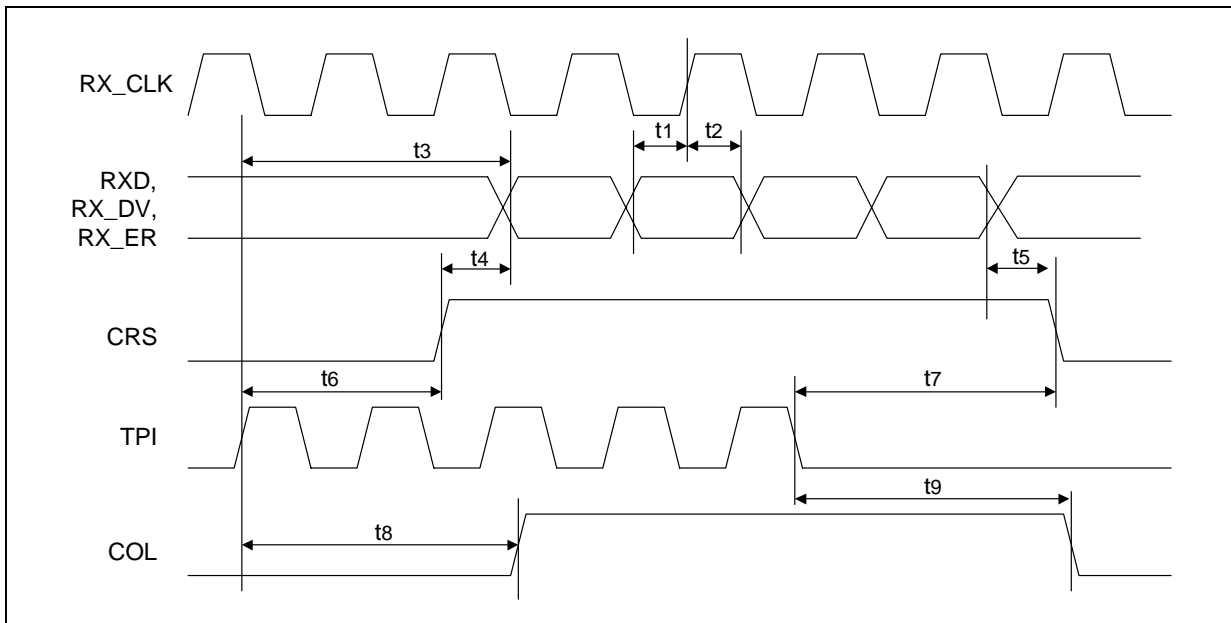 RX_CLK
t1
t2
t3
RXD,
RX_DV,
RX_ER
t4
t5
CRS
t6
t7
TPI
t9
t8
COL